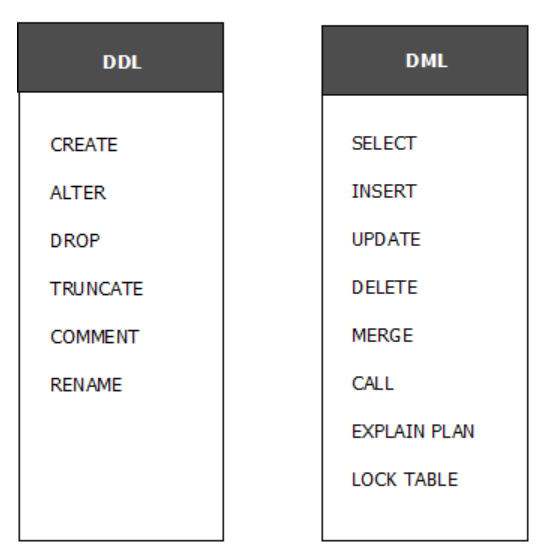 DDL
CREATE
ALTER
DROP
TRUNCATE
COMMENT
RENAME
DML
SELECT
INSERT
UPDATE
DELETE
MERGE
CALL
EXPLAIN PLAN
LOCK TABLE